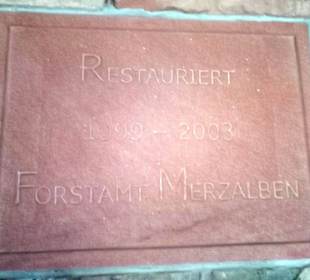 Restauriert
1999 – 2003
Forstamt Merzalben